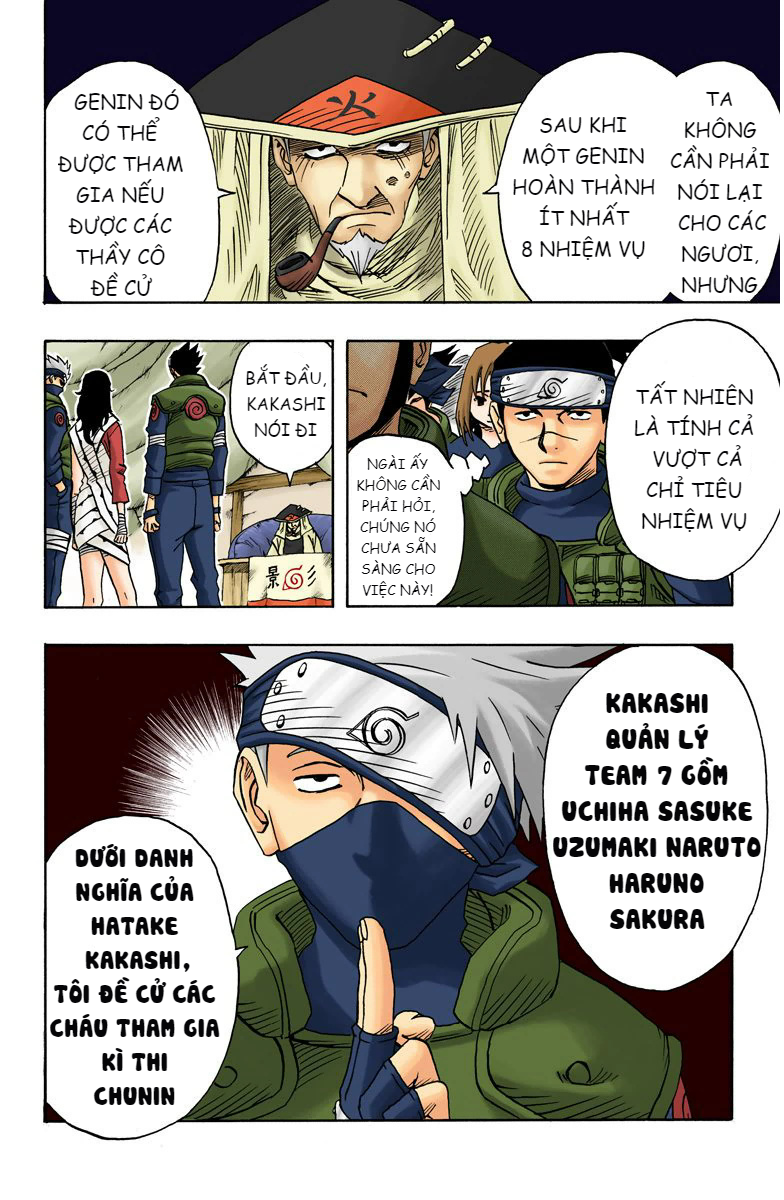 TA
KHÔNG
CẦN PHẢI
NÓI LẠI
CHO CÁC
NGƯƠI,
NHƯNG
SAU KHI
MỘT GENIN
HOÀN THÀNH
ÍT NHẤT
8 NHIỆM VỤ
火
GENIN ĐÓ
CÓ THỂ
ĐƯỢC THAM
GIA NẾU
ĐƯỢC CÁC
THẦY CÔ
ĐỀ CỬ
TẤT NHIÊN
LÀ TÍNH CẢ
VƯỢT CẢ
CHỈ TIÊU
NHIỆM VỤ
NGÀI ẤY
KHÔNG CẦN
PHẢI HỎI,
CHÚNG NÓ
CHƯA SẴN
SÀNG CHO
VIỆC NÀY!
BẮT ĐẦU,
KAKASHI
NÓI ĐI
KAKASHI
QUẢN LÝ
TEAM 7 GỒM
UCHIHA SASUKE
UZUMAKI NARUTO
HARUNO
SAKURA
DƯỚI DANH
NGHĨA CỦA
HATAKE
KAKASHI,
TÔI ĐỀ CỬ CÁC
CHÁU THAM GIA
KÌ THI
CHUNIN